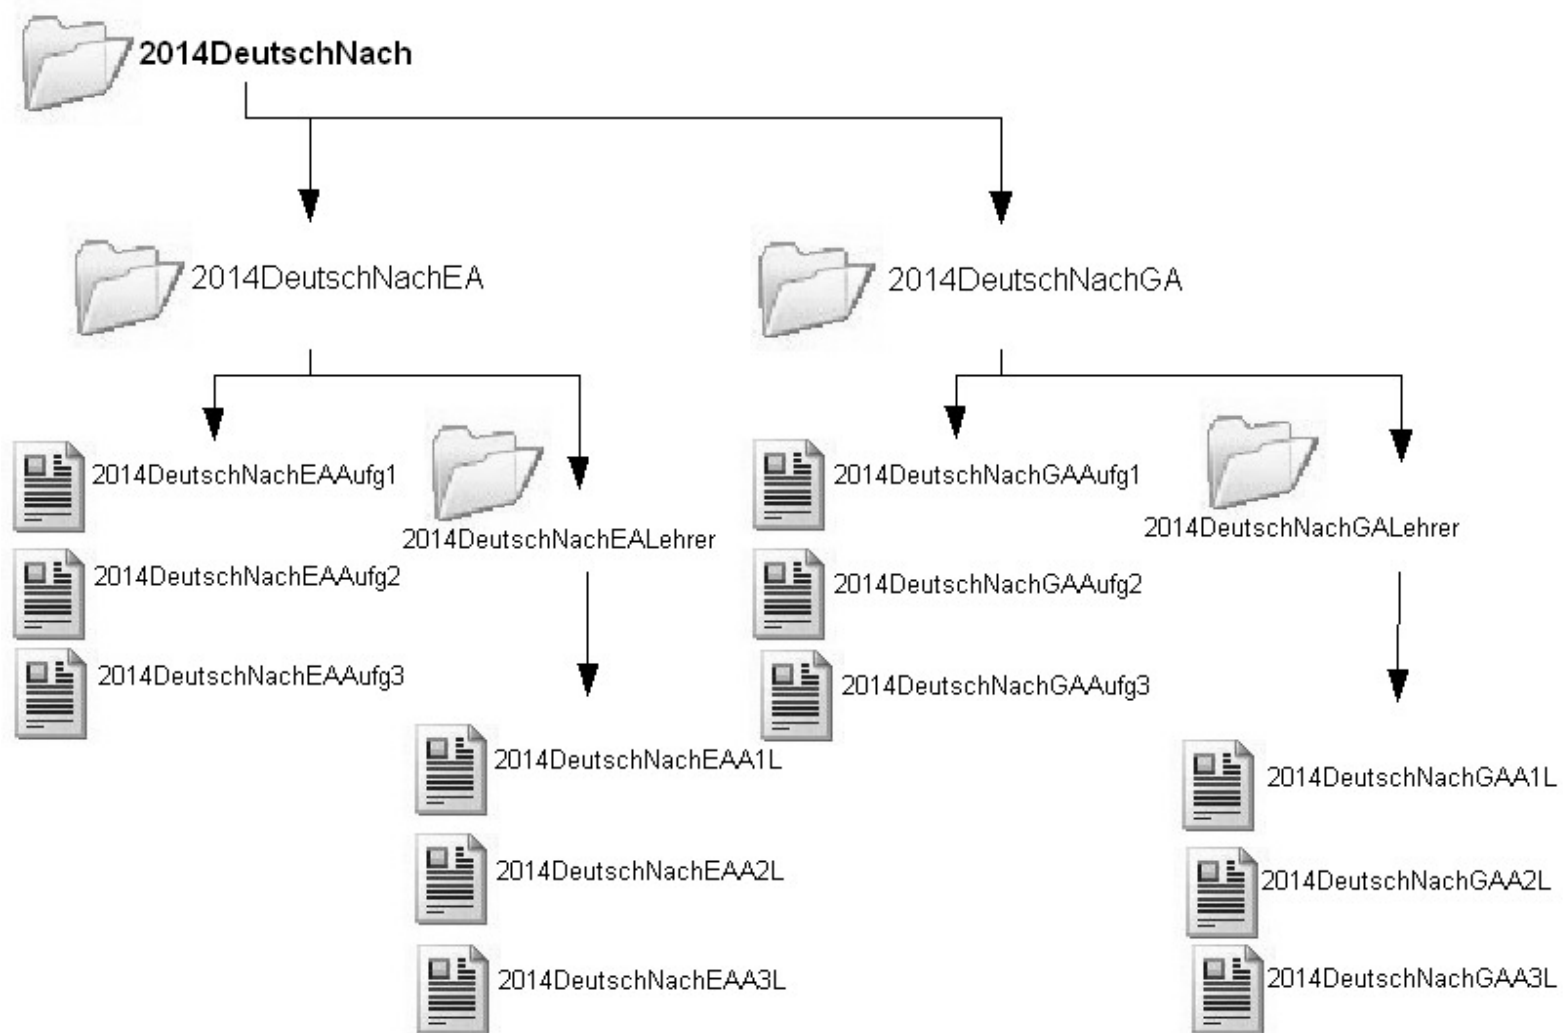 2014DeutschNach
2014DeutschNachEA
2014DeutschNachGA
2014DeutschNachEAAufg1
2014DeutschNachEAAufg2
2014DeutschNachEAAufg3
2014DeutschNachEALehrer
2014DeutschNachEAA1L
2014DeutschNachEAA2L
2014DeutschNachEAA3L
2014DeutschNachGAAufg1
2014DeutschNachGAAufg2
2014DeutschNachGAAufg3
2014DeutschNachGALehrer
2014DeutschNachGAA1L
2014DeutschNachGAA2L
2014DeutschNachGAA3L